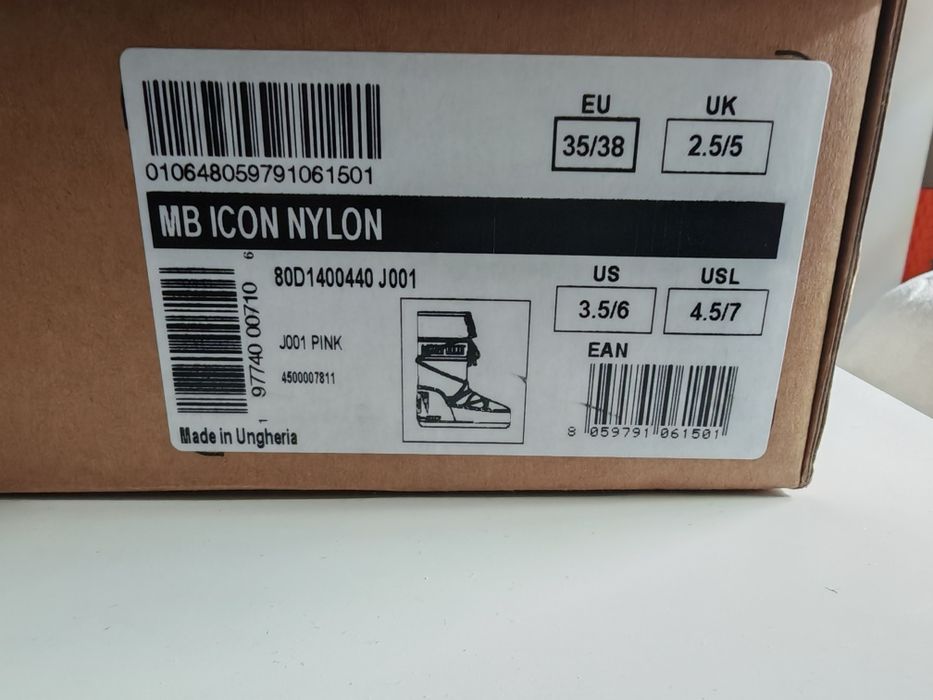 EU UK
35/38 2.5/5
010648059791061501
MB ICON NYLON
80D1400440 J001
US USL
3.5/6 4.5/7
J001 PINK
4500007811
EAN
8 059791 061501
1 97740 00710 6
Made in Ungheria